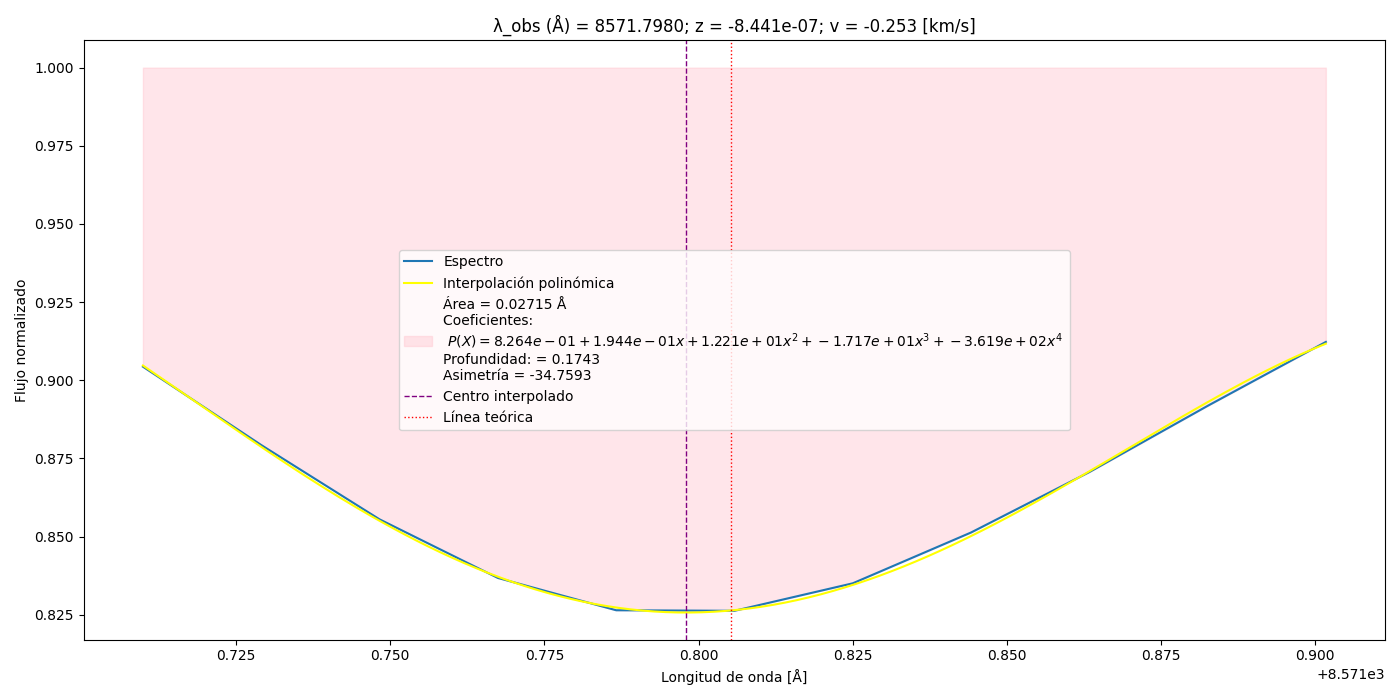 λ_obs (Å) = 8571.7980; z = -8.441e-07; v = -0.253 [km/s]
1.000
0.975
0.950
0.925
0.900
0.875
0.850
0.825
Flujo normalizado
Espectro
Interpolación polinómica
Área = 0.02715 Å
Coeficientes:
P(X) = 8.264e − 01 + 1.944e − 01x + 1.221e + 01x² + − 1.717e + 01x³ + − 3.619e + 02x⁴
Profundidad: = 0.1743
Asimetría = -34.7593
Centro interpolado
Línea teórica
0.725
0.750
0.775
0.800
0.825
0.850
0.875
0.900
+8.571e3
Longitud de onda [Å]